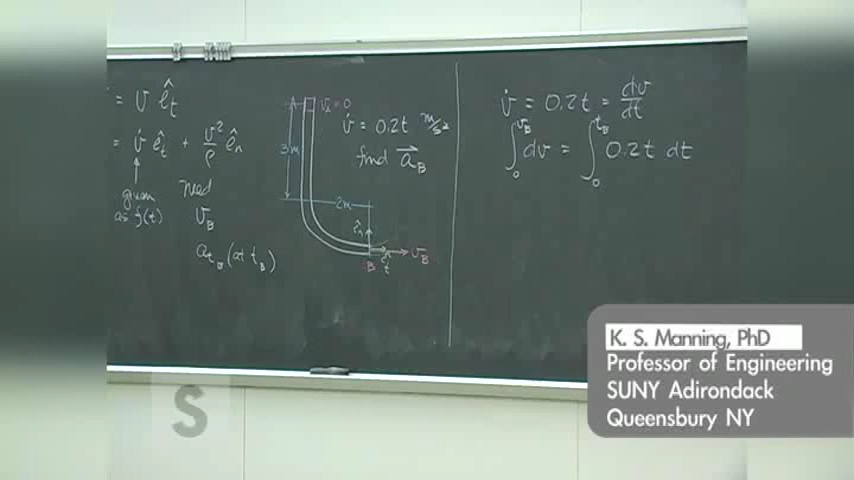 = v ê_t
= v̇ ê_t + v²/ρ ê_n
given
as f(t)
need
v_B
a_t_B (at t_B)
A
v_A = 0
3m
2m
v̇ = 0.2t m/s²
find a⃗_B
ê_n
ê_t
B
v_B
v̇ = 0.2t = dv/dt
∫₀^v_B dv = ∫₀^t_B 0.2t dt
K. S. Manning, PhD
Professor of Engineering
SUNY Adirondack
Queensbury NY
S